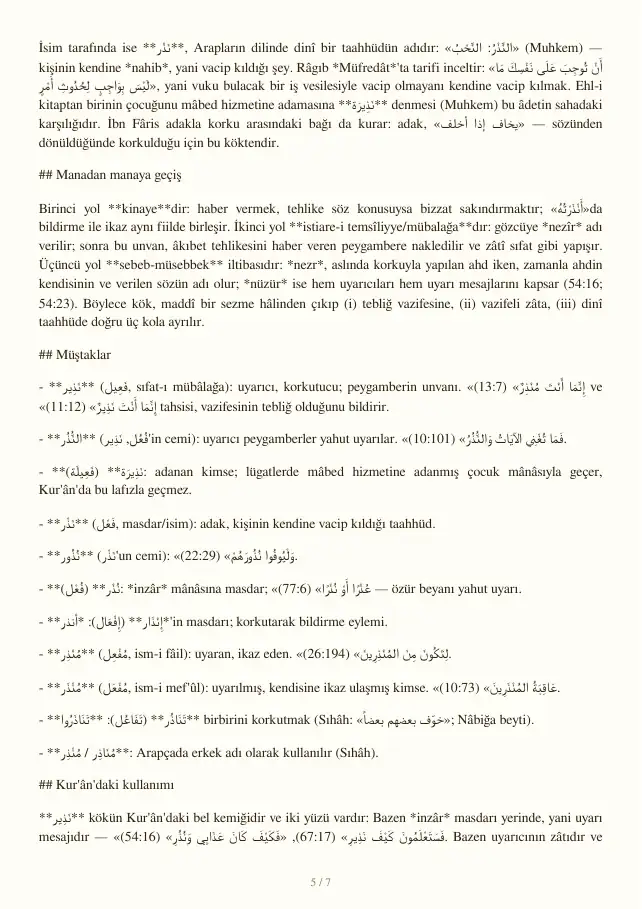 İsim tarafında ise **نَذْر**, Arapların dilinde dinî bir taahhüdün adıdır: «النَّذْرُ: النَّحْبُ» (Muhkem) —
kişinin kendine *nahib*, yani vacip kıldığı şey. Râgıb *Müfredât*'ta tarifi inceltir: «أَنْ تُوجِبَ عَلَى نَفْسِكَ مَا
لَيْسَ بِوَاجِبٍ لِحُدُوثِ أَمْرٍ», yani vuku bulacak bir iş vesilesiyle vacip olmayanı kendine vacip kılmak. Ehl-i
kitaptan birinin çocuğunu mâbed hizmetine adamasına **نَذِيرَة** denmesi (Muhkem) bu âdetin sahadaki
karşılığıdır. İbn Fâris adakla korku arasındaki bağı da kurar: adak, «يخاف إذا أخلف» — sözünden
dönüldüğünde korkulduğu için bu köktendir.
## Manadan manaya geçiş
Birinci yol **kinaye**dir: haber vermek, tehlike söz konusuysa bizzat sakındırmaktır; «أَنْذَرْتُهُ»da
bildirme ile ikaz aynı fiilde birleşir. İkinci yol **istiare-i temsîliyye/mübalağa**dır: gözcüye *nezîr* adı
verilir; sonra bu unvan, âkıbet tehlikesini haber veren peygambere nakledilir ve zâtî sıfat gibi yapışır.
Üçüncü yol **sebeb-müsebbek** iltibasıdır: *nezr*, aslında korkuyla yapılan ahd iken, zamanla ahdin
kendisinin ve verilen sözün adı olur; *nüzür* ise hem uyarıcıları hem uyarı mesajlarını kapsar (54:16;
54:23). Böylece kök, maddî bir sezme hâlinden çıkıp (i) tebliğ vazifesine, (ii) vazifeli zâta, (iii) dinî
taahhüde doğru üç kola ayrılır.
## Müştaklar
- **نَذِير** (فَعِيل, sıfat-ı mübâlağa): uyarıcı, korkutucu; peygamberin unvanı. «إِنَّمَا أَنْتَ مُنْذِرٌ» (13:7) ve
«إِنَّمَا أَنْتَ نَذِيرٌ» (11:12) tahsisi, vazifesinin tebliğ olduğunu bildirir.
- **النُّذُر** (فُعُل, نذير'in cemi): uyarıcı peygamberler yahut uyarılar. «فَمَا تُغْنِي الآيَاتُ وَالنُّذُرُ» (10:101).
- **نَذِيرَة** (فَعِيلَة): adanan kimse; lügatlerde mâbed hizmetine adanmış çocuk mânâsıyla geçer,
Kur'ân'da bu lafızla geçmez.
- **نَذْر** (فَعْل, masdar/isim): adak, kişinin kendine vacip kıldığı taahhüd.
- **نُذُور** (نَذْر'un cemi): «وَلْيُوفُوا نُذُورَهُمْ» (22:29).
- **نُذْر** (فُعْل): *inzâr* mânâsına masdar; «عُذْرًا أَوْ نُذْرًا» (77:6) — özür beyanı yahut uyarı.
- **إِنْذَار** (إِفْعَال): *أنذر*'in masdarı; korkutarak bildirme eylemi.
- **مُنْذِر** (مُفْعِل, ism-i fâil): uyaran, ikaz eden. «لِتَكُونَ مِنَ المُنْذِرِينَ» (26:194).
- **مُنْذَر** (مُفْعَل, ism-i mef'ûl): uyarılmış, kendisine ikaz ulaşmış kimse. «عَاقِبَةُ المُنْذَرِينَ» (10:73).
- **تَنَاذُر** (تَفَاعُل): **تَنَاذَرُوا** birbirini korkutmak (Sıhâh: «خوّف بعضهم بعضاً»; Nâbiğa beyti).
- **مُنْذِر / مُنَاذِر**: Arapçada erkek adı olarak kullanılır (Sıhâh).
## Kur'ân'daki kullanımı
**نَذِير** kökün Kur'ân'daki bel kemiğidir ve iki yüzü vardır: Bazen *inzâr* masdarı yerinde, yani uyarı
mesajıdır — «فَسَتَعْلَمُونَ كَيْفَ نَذِيرِ» (67:17), «فَكَيْفَ كَانَ عَذَابِي وَنُذُرِ» (54:16). Bazen uyarıcının zâtıdır ve
5 / 7